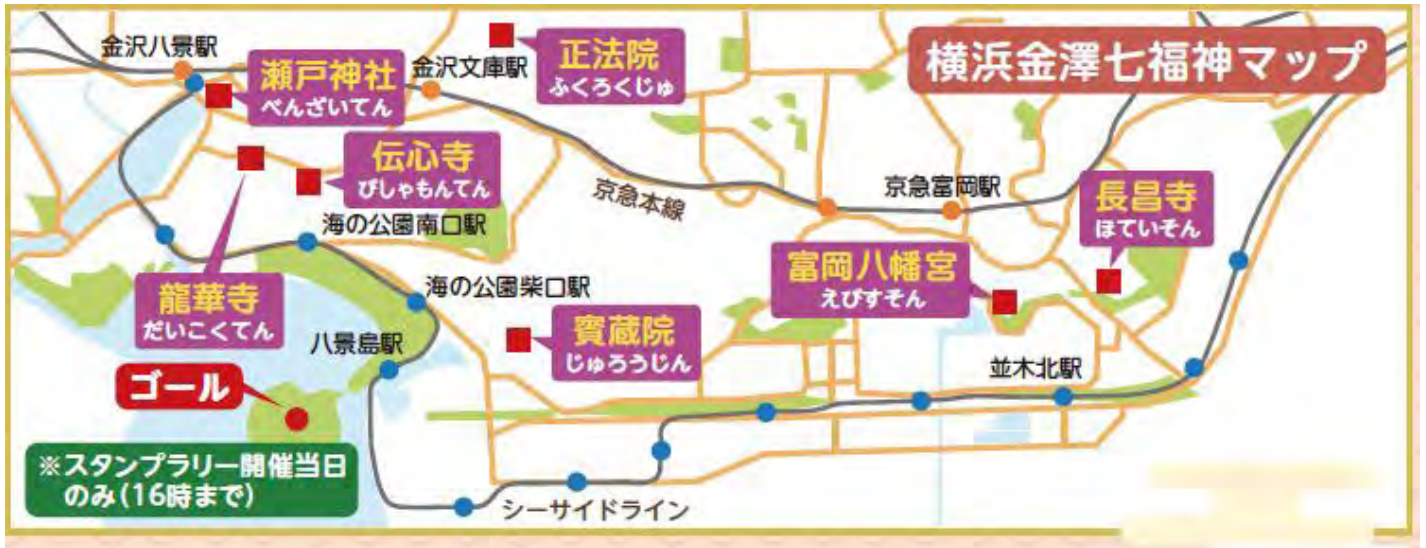 横浜金澤七福神マップ
金沢八景駅
瀬戸神社
べんざいてん
金沢文庫駅
正法院
ふくろくじゅ
伝心寺
びしゃもんてん
京急本線
京急富岡駅
長昌寺
ほていそん
海の公園南口駅
龍華寺
だいこくてん
海の公園柴口駅
富岡八幡宮
えびすそん
八景島駅
寳蔵院
じゅろうじん
並木北駅
ゴール
※スタンプラリー開催当日
のみ(16時まで)
シーサイドライン